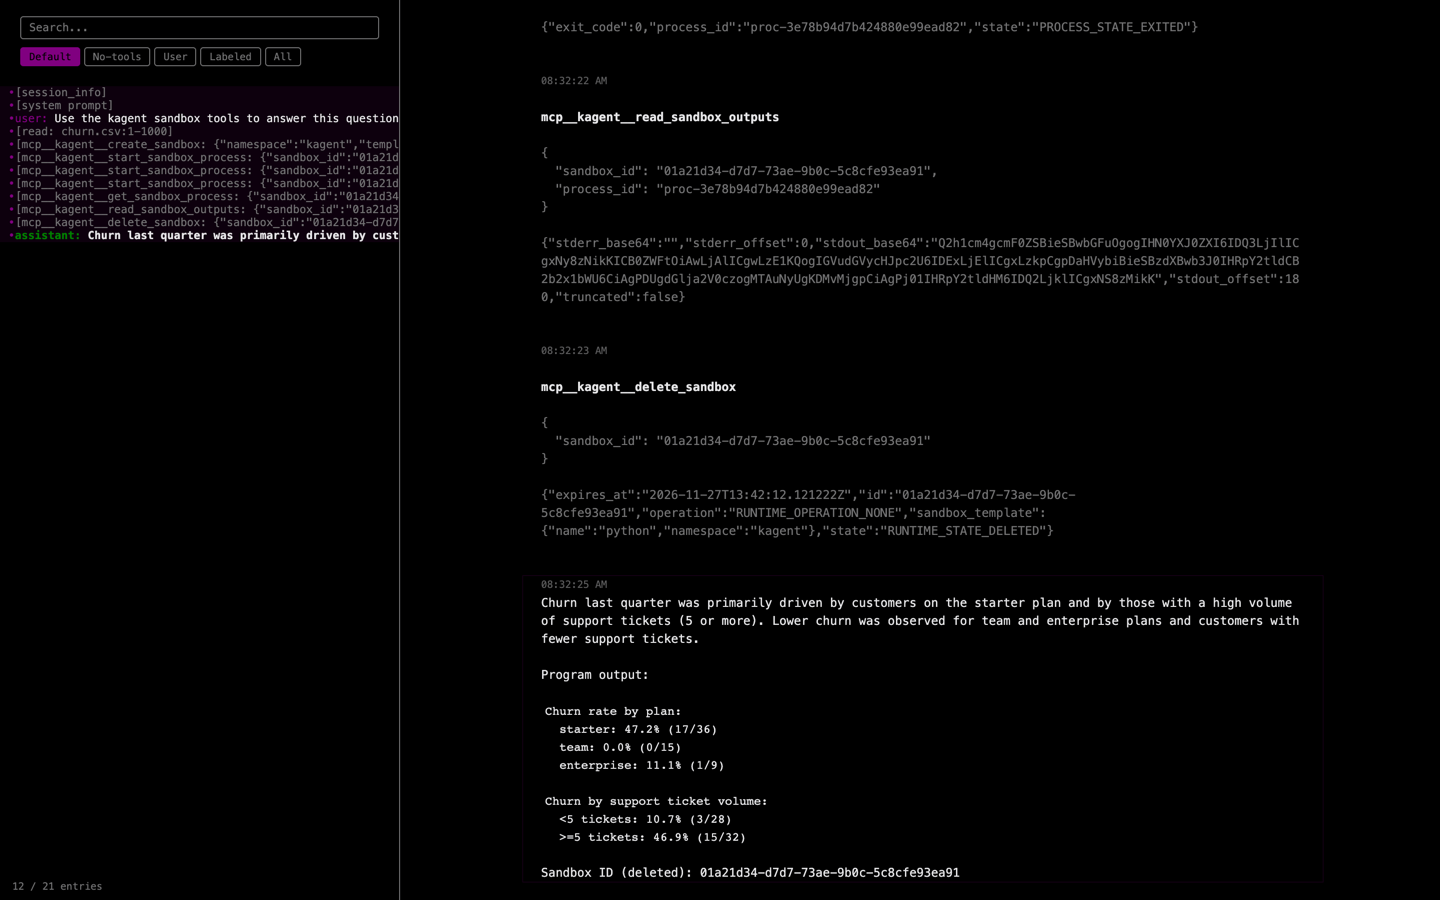 Search...
Default No-tools User Labeled All
[session_info]
[system prompt]
user: Use the kagent sandbox tools to answer this question
[read: churn.csv:1-1000]
[mcp__kagent__create_sandbox: {"namespace":"kagent","templ
[mcp__kagent__start_sandbox_process: {"sandbox_id":"01a21d
[mcp__kagent__start_sandbox_process: {"sandbox_id":"01a21d
[mcp__kagent__start_sandbox_process: {"sandbox_id":"01a21d
[mcp__kagent__get_sandbox_process: {"sandbox_id":"01a21d34
[mcp__kagent__read_sandbox_outputs: {"sandbox_id":"01a21d3
[mcp__kagent__delete_sandbox: {"sandbox_id":"01a21d34-d7d7
assistant: Churn last quarter was primarily driven by cust
12 / 21 entries
{"exit_code":0,"process_id":"proc-3e78b94d7b424880e99ead82","state":"PROCESS_STATE_EXITED"}
08:32:22 AM
mcp__kagent__read_sandbox_outputs
{
"sandbox_id": "01a21d34-d7d7-73ae-9b0c-5c8cfe93ea91",
"process_id": "proc-3e78b94d7b424880e99ead82"
}
{"stderr_base64":"","stderr_offset":0,"stdout_base64":"Q2h1cm4gcmF0ZSBieSBwbGFuOgogIHN0YXJ0ZXI6IDQ3LjIlIC
gxNy8zNikKICB0ZWFtOiAwLjAlICgwLzE1KQogIGVudGVycHJpc2U6IDExLjElICgxLzkpCgpDaHVybiBieSBzdXBwb3J0IHRpY2tldCB
2b2x1bWU6CiAgPDUgdGlja2V0czogMTAuNyUgKDMvMjgpCiAgPj01IHRpY2tldHM6IDQ2LjklICgxNS8zMikK","stdout_offset":18
0,"truncated":false}
08:32:23 AM
mcp__kagent__delete_sandbox
{
"sandbox_id": "01a21d34-d7d7-73ae-9b0c-5c8cfe93ea91"
}
{"expires_at":"2026-11-27T13:42:12.121222Z","id":"01a21d34-d7d7-73ae-9b0c-
5c8cfe93ea91","operation":"RUNTIME_OPERATION_NONE","sandbox_template":
{"name":"python","namespace":"kagent"},"state":"RUNTIME_STATE_DELETED"}
08:32:25 AM
Churn last quarter was primarily driven by customers on the starter plan and by those with a high volume
of support tickets (5 or more). Lower churn was observed for team and enterprise plans and customers with
fewer support tickets.
Program output:
Churn rate by plan:
starter: 47.2% (17/36)
team: 0.0% (0/15)
enterprise: 11.1% (1/9)
Churn by support ticket volume:
<5 tickets: 10.7% (3/28)
>=5 tickets: 46.9% (15/32)
Sandbox ID (deleted): 01a21d34-d7d7-73ae-9b0c-5c8cfe93ea91